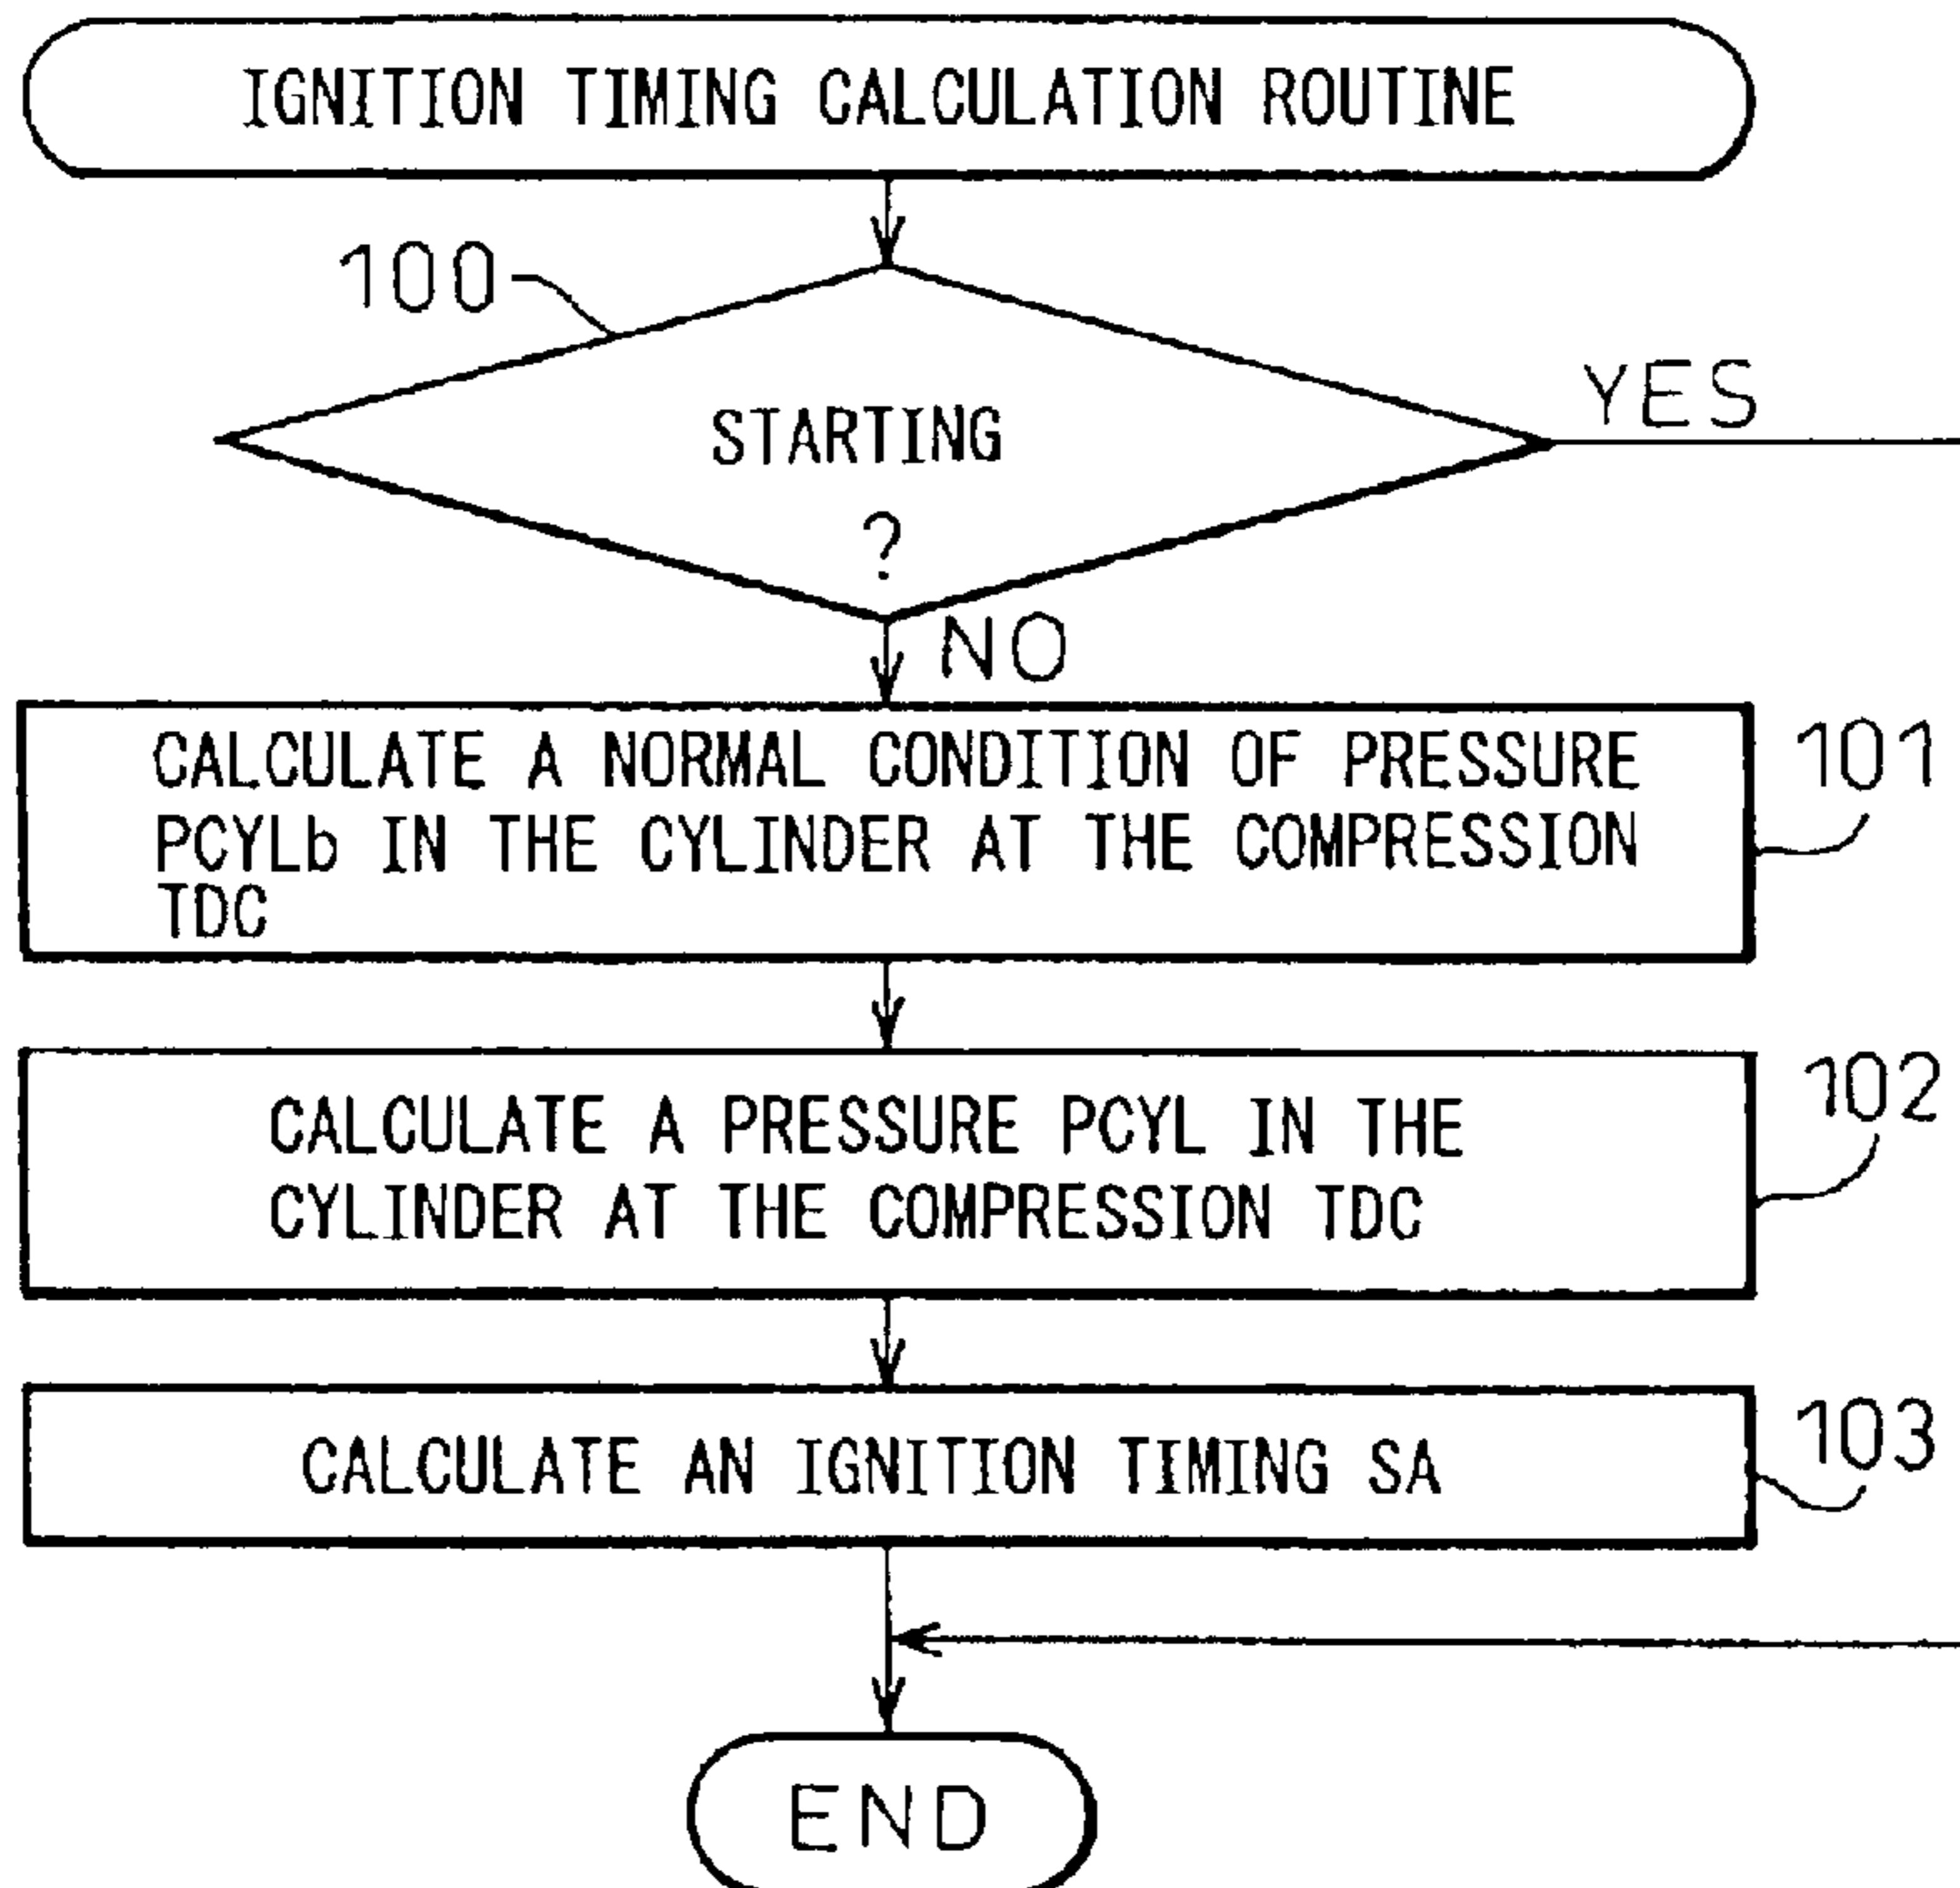 IGNITION TIMING CALCULATION ROUTINE
100
YES
STARTING
?
NO
CALCULATE A NORMAL CONDITION OF PRESSURE
PCYLb IN THE CYLINDER AT THE COMPRESSION
TDC
101
CALCULATE A PRESSURE PCYL IN THE
CYLINDER AT THE COMPRESSION TDC
102
CALCULATE AN IGNITION TIMING SA
103
END